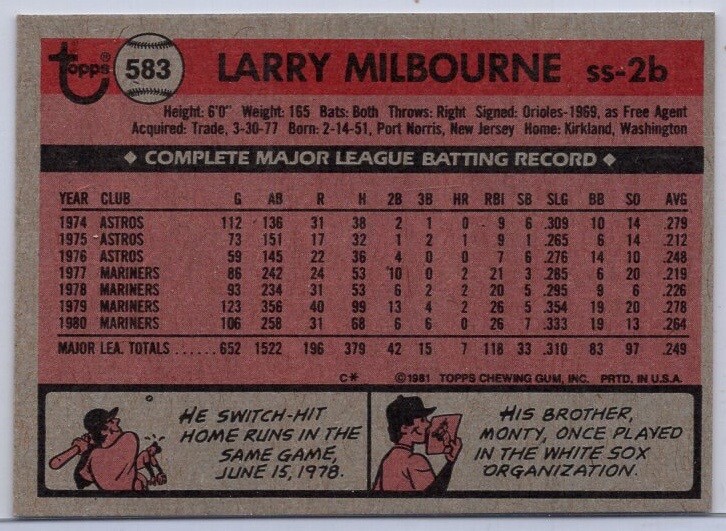 topps® 583 LARRY MILBOURNE ss-2b
Height: 6'0" Weight: 165 Bats: Both Throws: Right Signed: Orioles-1969, as Free Agent
Acquired: Trade, 3-30-77 Born: 2-14-51, Port Norris, New Jersey Home: Kirkland, Washington
◆ COMPLETE MAJOR LEAGUE BATTING RECORD ◆
YEAR CLUB G AB R H 2B 3B HR RBI SB SLG BB SO AVG
1974 ASTROS 112 136 31 38 2 1 0 9 6 .309 10 14 .279
1975 ASTROS 73 151 17 32 1 2 1 9 1 .265 6 14 .212
1976 ASTROS 59 145 22 36 4 0 0 7 6 .276 14 10 .248
1977 MARINERS 86 242 24 53 10 0 2 21 3 .285 6 20 .219
1978 MARINERS 93 234 31 53 6 2 2 20 5 .295 9 6 .226
1979 MARINERS 123 356 40 99 13 4 2 26 5 .354 19 20 .278
1980 MARINERS 106 258 31 68 6 6 0 26 7 .333 19 13 .264
MAJOR LEA. TOTALS ...... 652 1522 196 379 42 15 7 118 33 .310 83 97 .249
C* ©1981 TOPPS CHEWING GUM, INC. PRTD. IN U.S.A.
HE SWITCH-HIT
HOME RUNS IN THE
SAME GAME,
JUNE 15, 1978.
HIS BROTHER,
MONTY, ONCE PLAYED
IN THE WHITE SOX
ORGANIZATION.